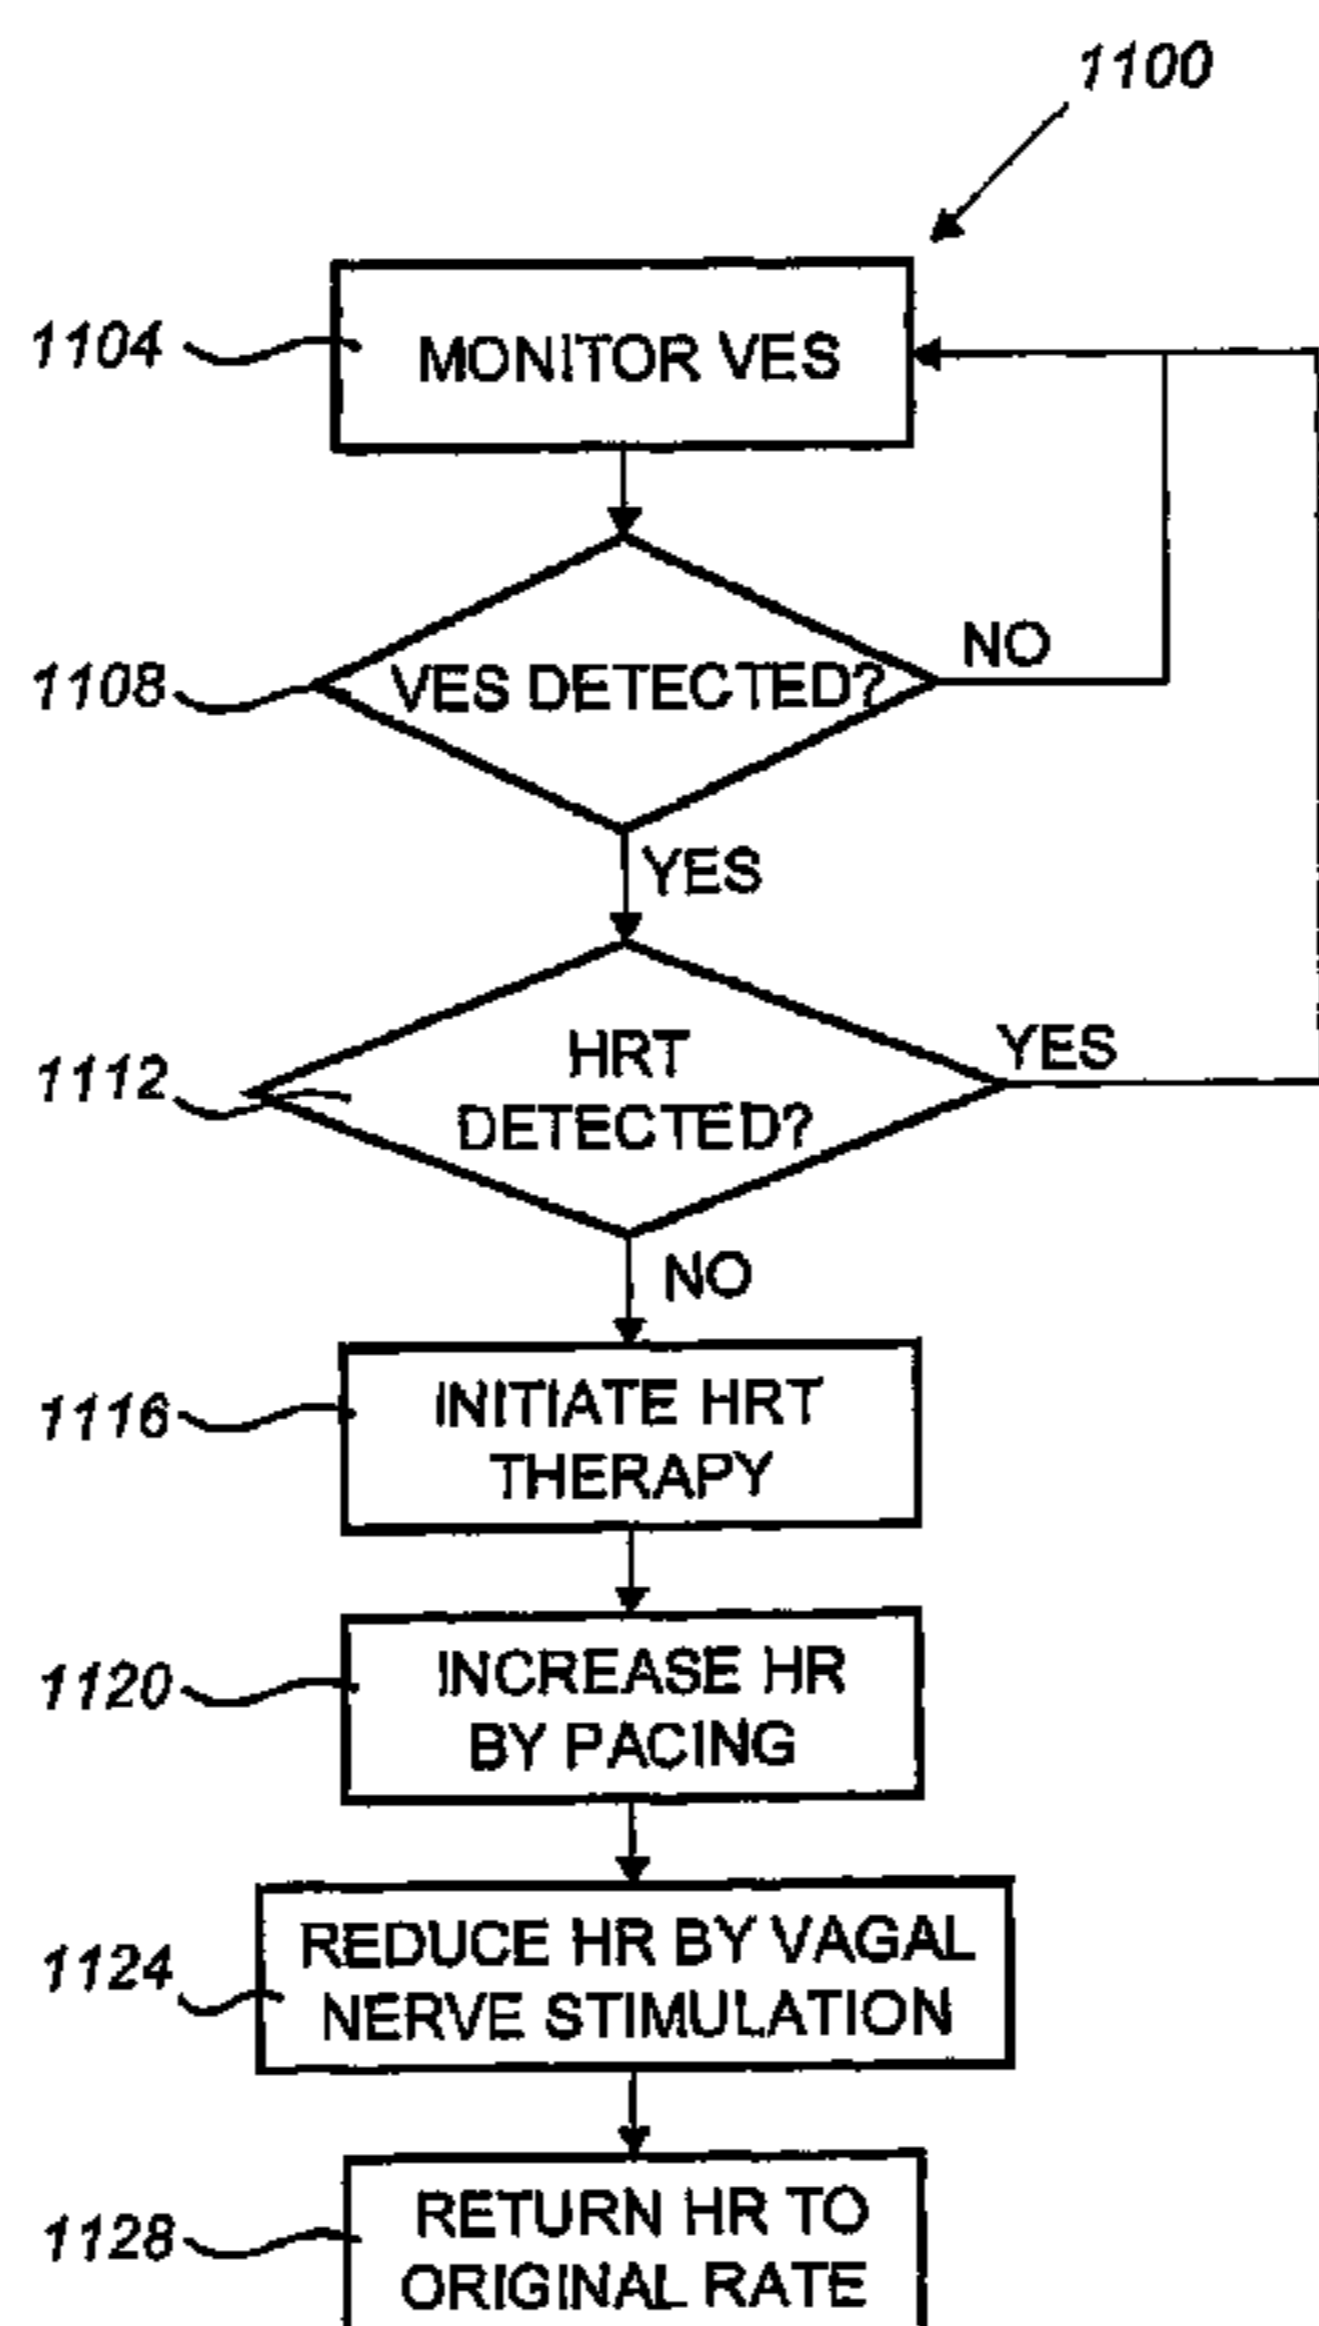 1100
1104
MONITOR VES
1108
VES DETECTED?
NO
YES
1112
HRT
DETECTED?
YES
NO
1116
INITIATE HRT
THERAPY
1120
INCREASE HR
BY PACING
1124
REDUCE HR BY VAGAL
NERVE STIMULATION
1128
RETURN HR TO
ORIGINAL RATE